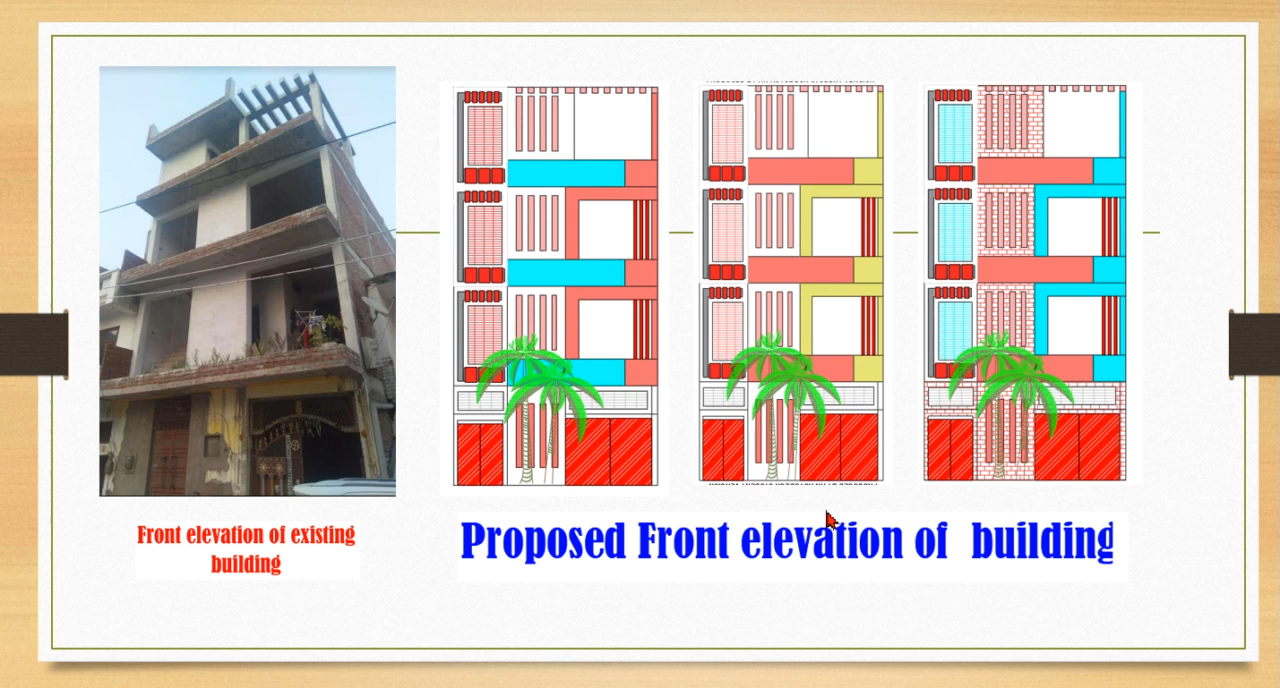 Front elevation of existing
building
Proposed Front elevation of  building